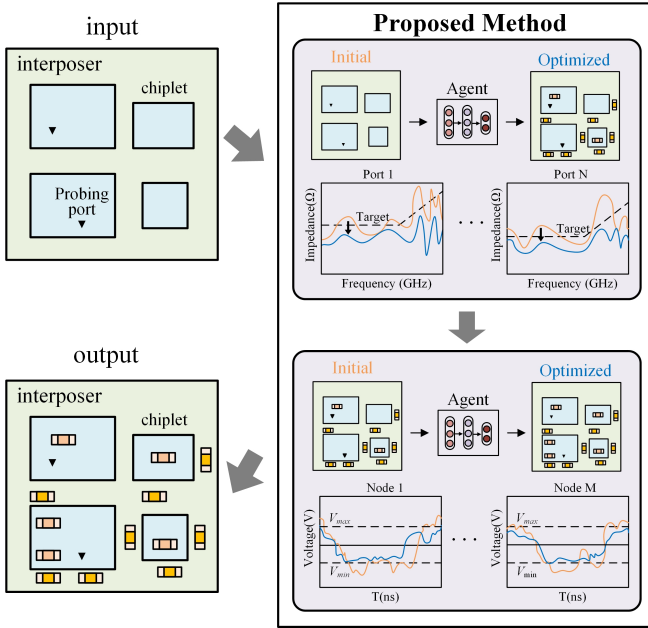 input
interposer
chiplet
Probing
port
Proposed Method
Initial
Agent
Optimized
Port 1
Port N
Impedance(Ω)
Target
Frequency (GHz)
. . .
Impedance(Ω)
Target
Frequency (GHz)
output
interposer
chiplet
Initial
Agent
Optimized
Node 1
Node M
Voltage(V)
Vmax
Vmin
T(ns)
. . .
Voltage(V)
Vmax
Vmin
T(ns)